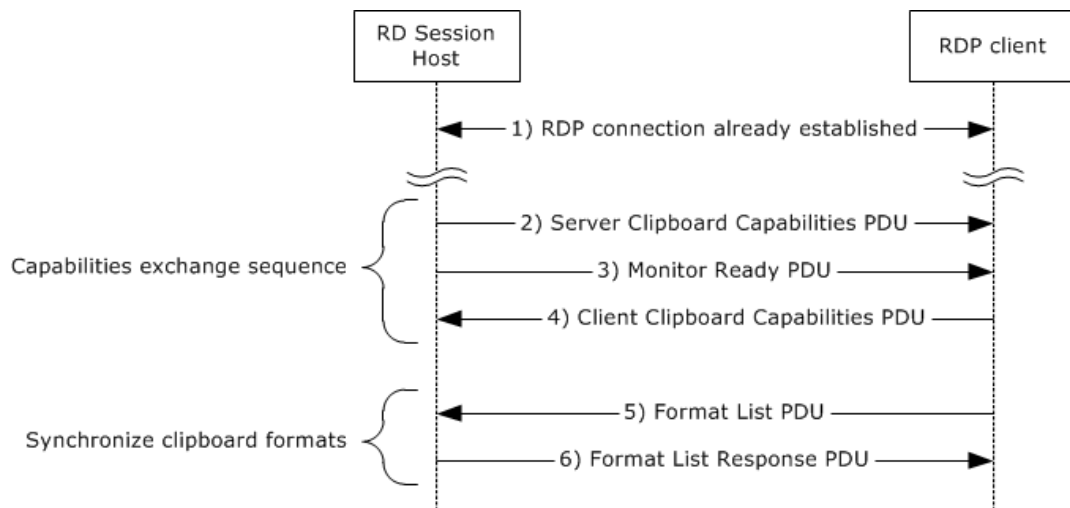 RD Session
Host
RDP client
1) RDP connection already established
2) Server Clipboard Capabilities PDU
Capabilities exchange sequence
3) Monitor Ready PDU
4) Client Clipboard Capabilities PDU
5) Format List PDU
Synchronize clipboard formats
6) Format List Response PDU